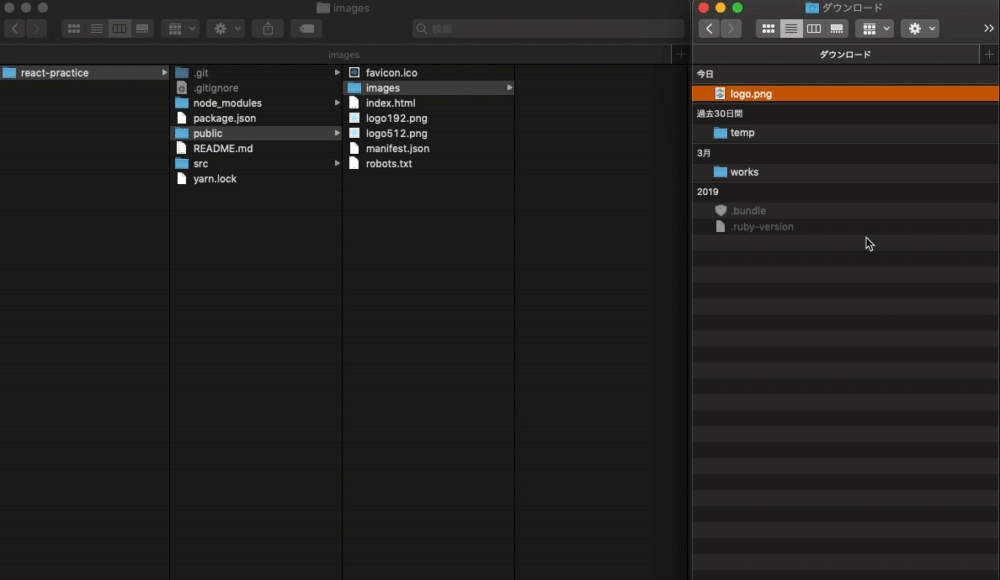 images
検索
images
react-practice
.git
.gitignore
node_modules
package.json
public
README.md
src
yarn.lock
favicon.ico
images
index.html
logo192.png
logo512.png
manifest.json
robots.txt
ダウンロード
ダウンロード
今日
logo.png
過去30日間
temp
3月
works
2019
.bundle
.ruby-version